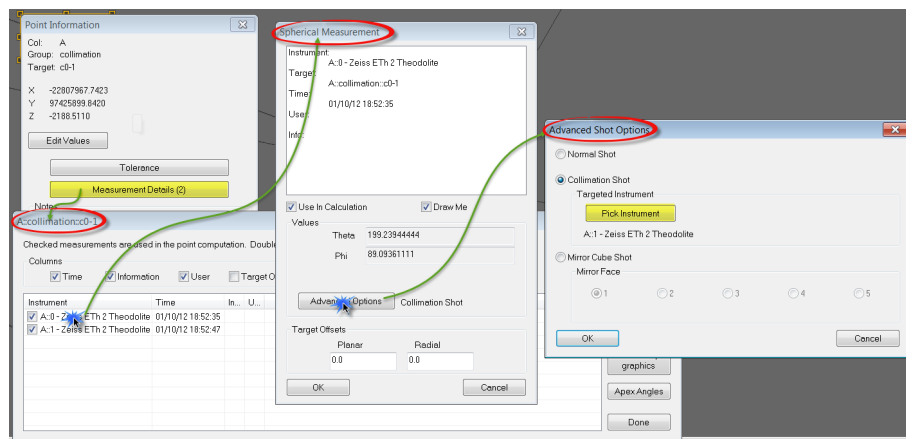 Point Information
Col: A
Group: collimation
Target: c0-1
X -22807967.7423
Y 97425899.8420
Z -2188.5110
Edit Values
Tolerance
Measurement Details (2)
Notes
A::collimation::c0-1
Checked measurements are used in the point computation. Double
Columns
Time Information User Target O
Instrument Time In... U...
A::0 - Zeiss ETh 2 Theodolite 01/10/12 18:52:35
A::1 - Zeiss ETh 2 Theodolite 01/10/12 18:52:47
graphics
Apex Angles
Done
Spherical Measurement
Instrument:
A::0 - Zeiss ETh 2 Theodolite
Target:
A::collimation::c0-1
Time:
01/10/12 18:52:35
User:
Info:
Use In Calculation Draw Me
Values
Theta 199.23944444
Phi 89.09361111
Advanced Options Collimation Shot
Target Offsets
Planar Radial
0.0 0.0
OK Cancel
Advanced Shot Options
Normal Shot
Collimation Shot
Targeted Instrument
Pick Instrument
A::1 - Zeiss ETh 2 Theodolite
Mirror Cube Shot
Mirror Face
1 2 3 4 5
OK Cancel